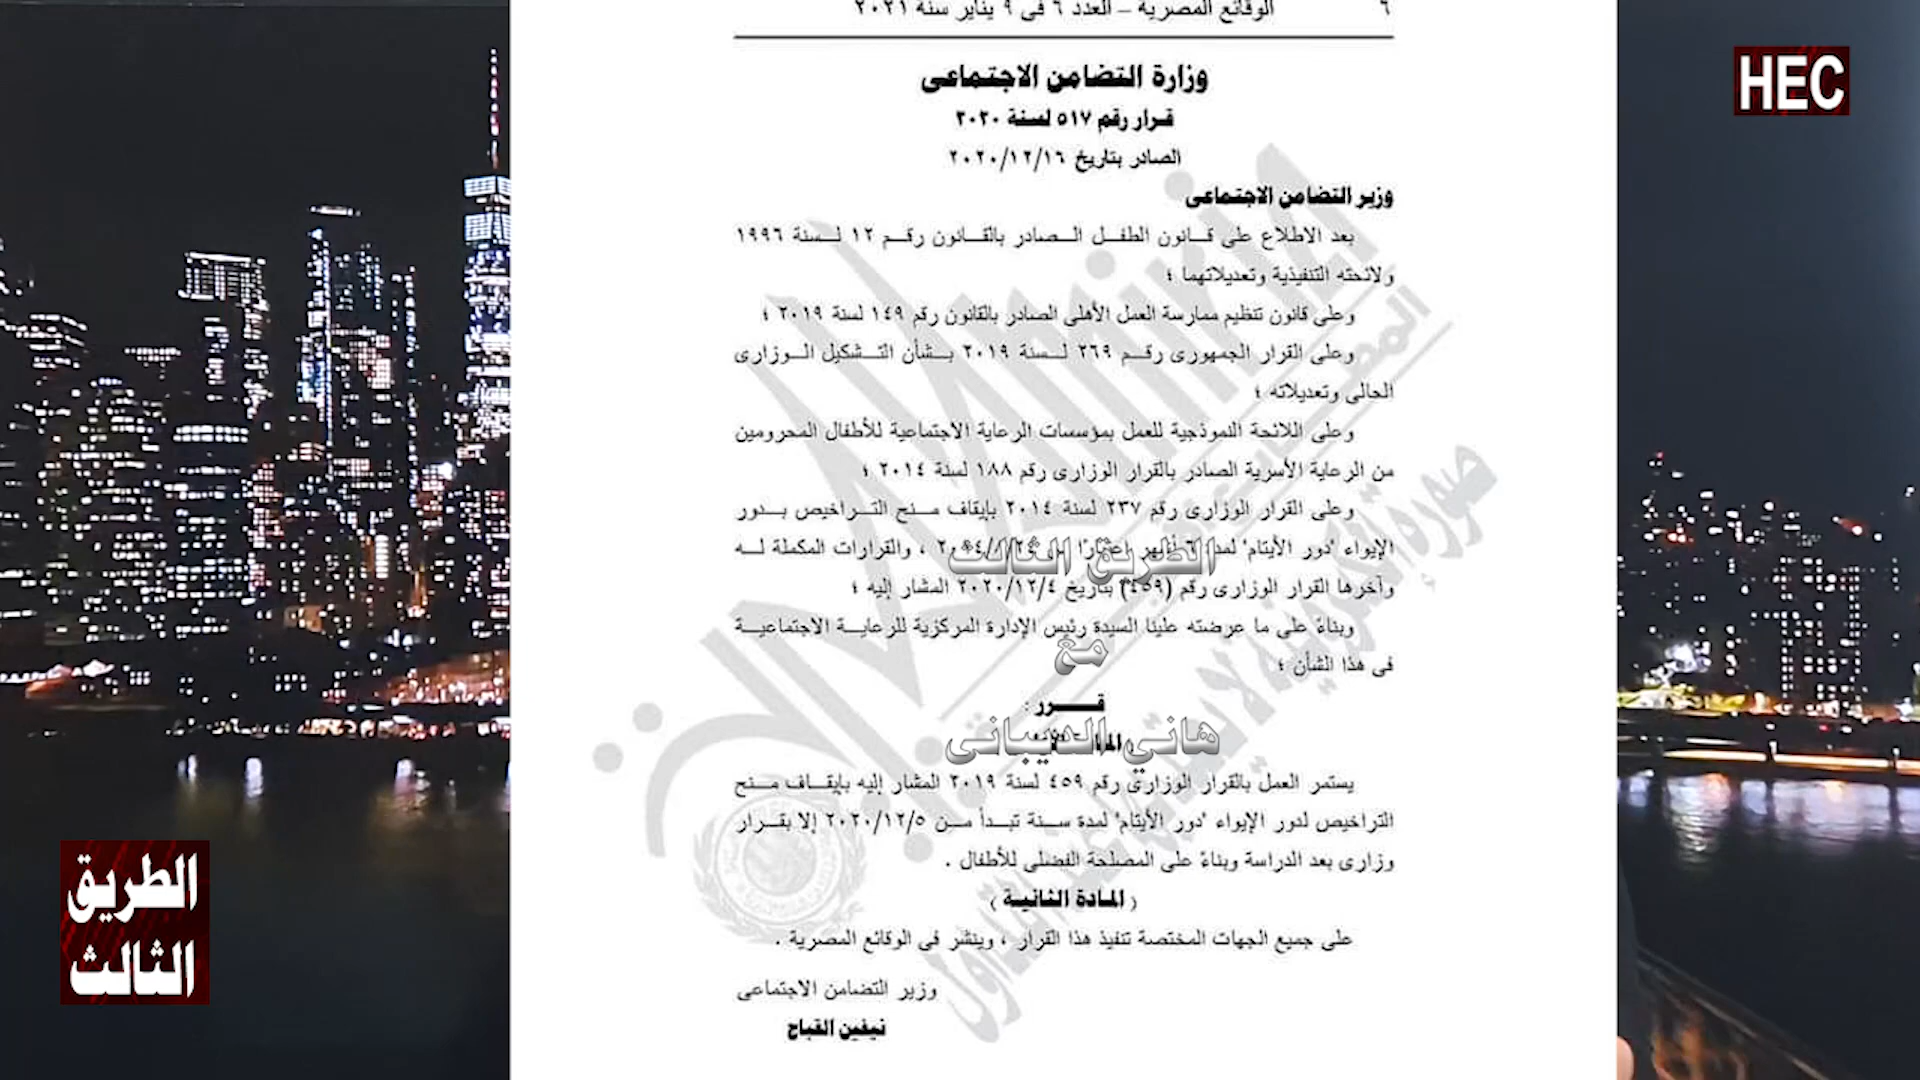 ٦ الوقائع المصرية – العدد ٦ فى ٩ يناير سنة ٢٠٢١
HEC
وزارة التضامن الاجتماعى
قرار رقم ٥١٧ لسنة ٢٠٢٠
الصادر بتاريخ ٢٠٢٠/١٢/١٦
وزير التضامن الاجتماعى
بعد الاطلاع على قانون الطفل الصادر بالقانون رقم ١٢ لسنة ١٩٩٦
ولائحته التنفيذية وتعديلاتهما ؛
وعلى قانون تنظيم ممارسة العمل الأهلى الصادر بالقانون رقم ١٤٩ لسنة ٢٠١٩ ؛
وعلى القرار الجمهورى رقم ٢٦٩ لسنة ٢٠١٩ بشأن التشكيل الوزارى
الحالى وتعديلاته ؛
وعلى اللائحة النموذجية للعمل بمؤسسات الرعاية الاجتماعية للأطفال المحرومين
من الرعاية الأسرية الصادر بالقرار الوزارى رقم ١٨٨ لسنة ٢٠١٤ ؛
وعلى القرار الوزارى رقم ٢٣٧ لسنة ٢٠١٤ بإيقاف منح التراخيص بدور
الإيواء "دور الأيتام" لمدة ٦ أشهر ، والقرارات المكملة له
وآخرها القرار الوزارى رقم (٤٥٩) بتاريخ ٢٠٢٠/١٢/٤ المشار إليه ؛
وبناءً على ما عرضته علينا السيدة رئيس الإدارة المركزية للرعاية الاجتماعية
فى هذا الشأن ؛
قـــرر :
يستمر العمل بالقرار الوزارى رقم ٤٥٩ لسنة ٢٠١٩ المشار إليه بإيقاف منح
التراخيص لدور الإيواء "دور الأيتام" لمدة سنة تبدأ من ٢٠٢٠/١٢/٥ إلا بقرار
وزارى بعد الدراسة وبناءً على المصلحة الفضلى للأطفال .
( المادة الثانية )
على جميع الجهات المختصة تنفيذ هذا القرار ، وينشر فى الوقائع المصرية .
وزير التضامن الاجتماعى
نيفين القباج
الطريق الثالث
مع
هاني الديباني
الطريق
الثالث